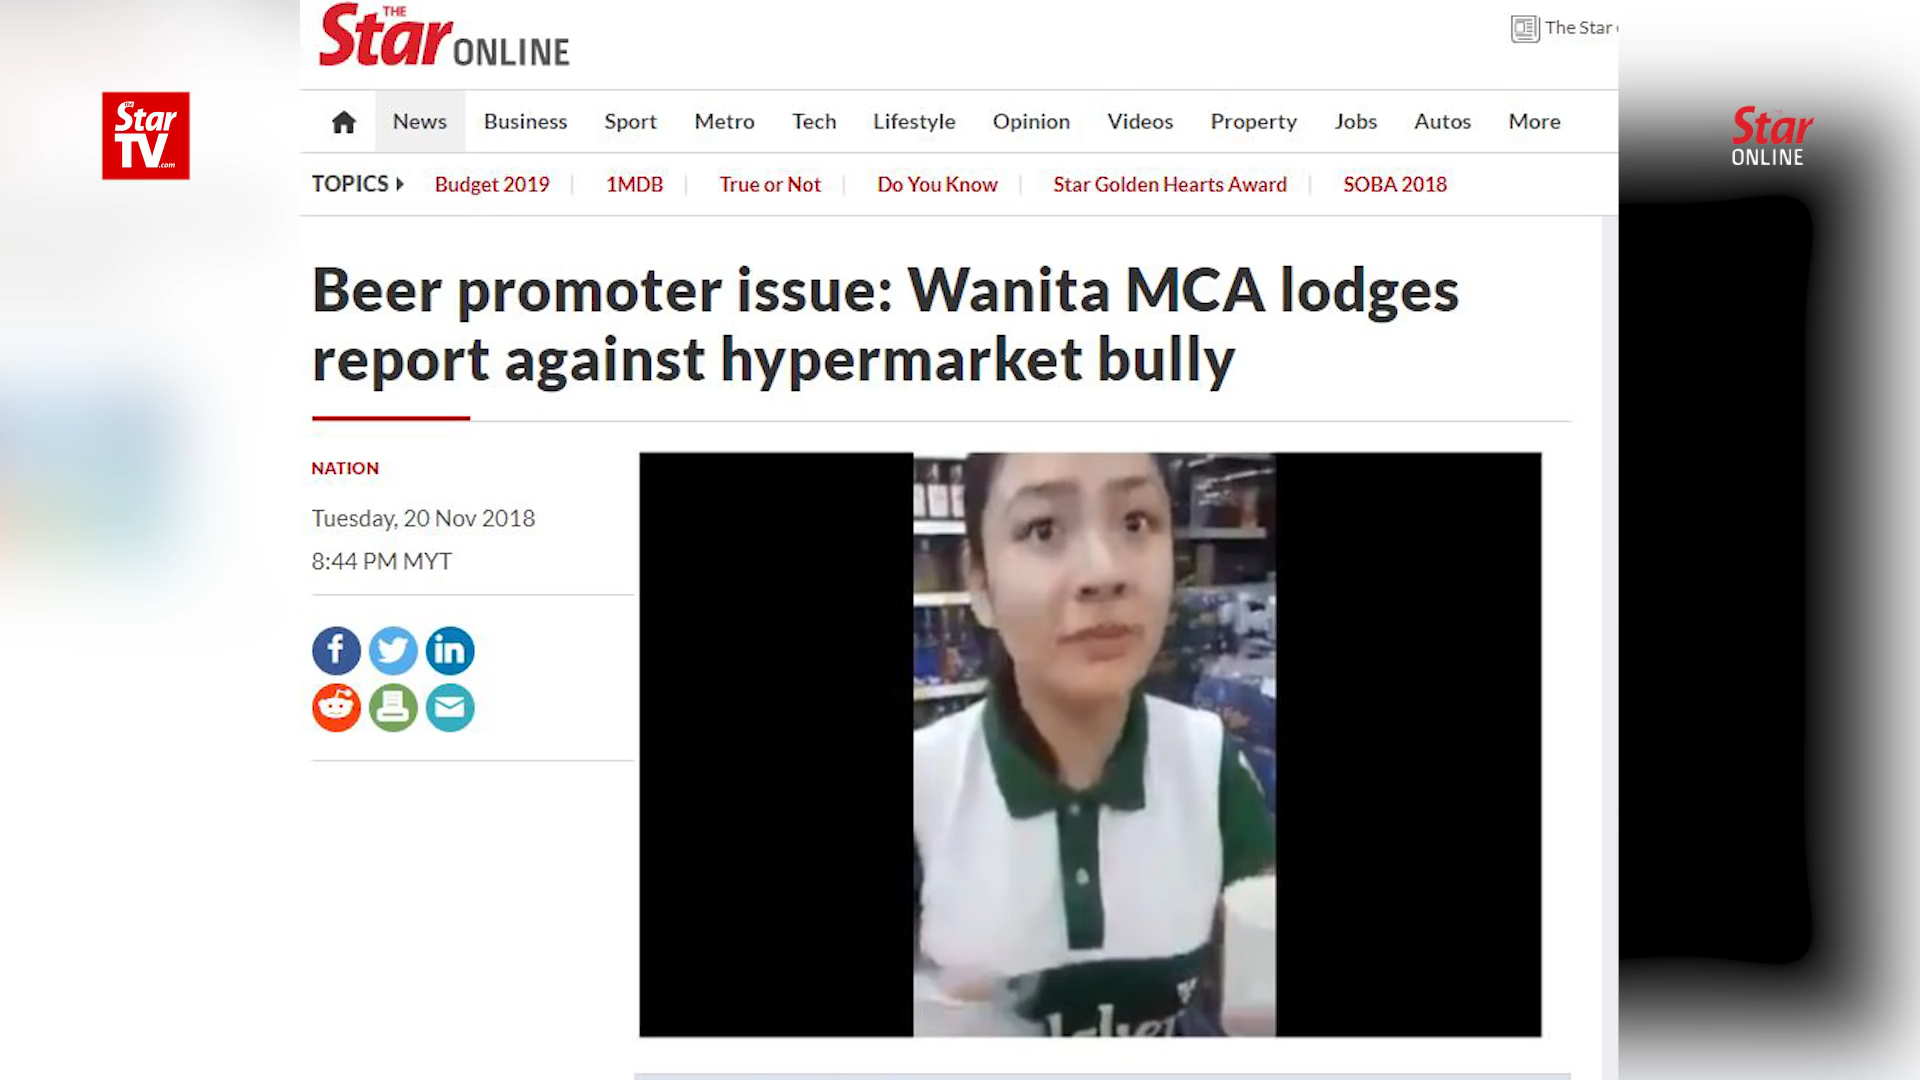 THE
Star ONLINE
The Star
The
Star
TV
.com
Star
ONLINE
News Business Sport Metro Tech Lifestyle Opinion Videos Property Jobs Autos More
TOPICS Budget 2019 1MDB True or Not Do You Know Star Golden Hearts Award SOBA 2018
Beer promoter issue: Wanita MCA lodges
report against hypermarket bully
NATION
Tuesday, 20 Nov 2018
8:44 PM MYT